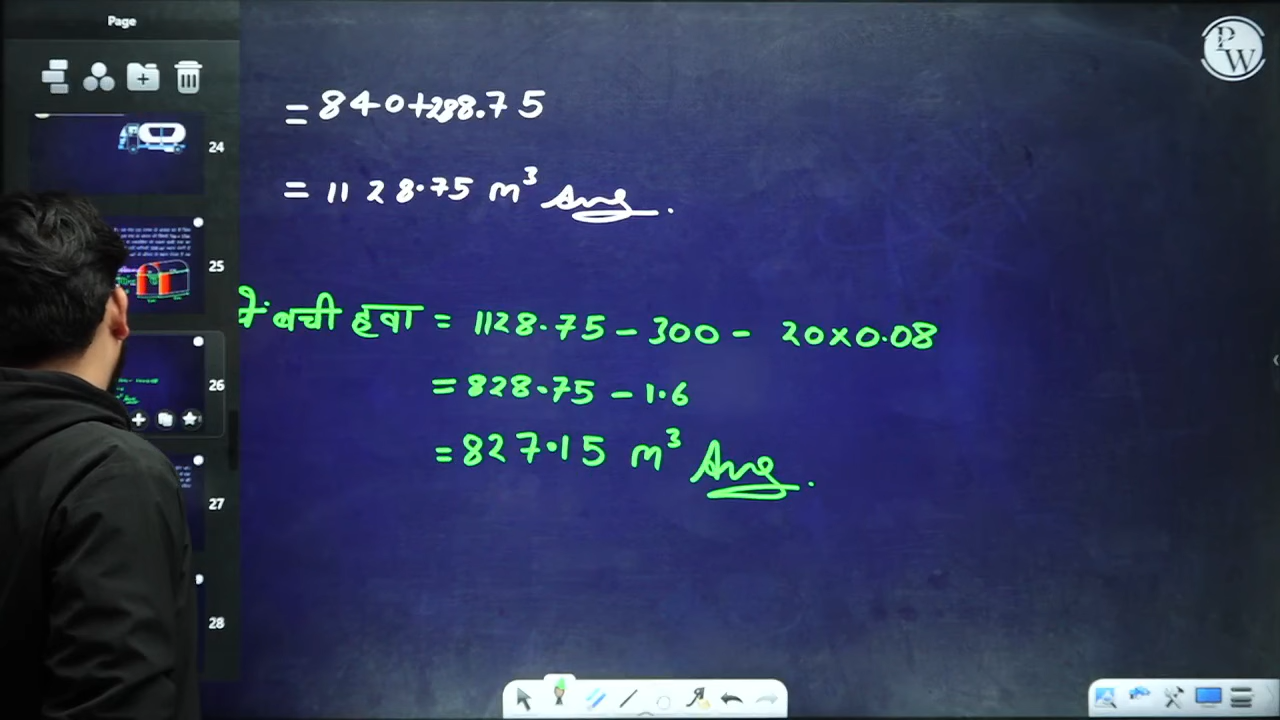 Page
PW
24
25
26
27
28
= 840+288.75
= 1128.75 m³ Ans.
में बची हवा = 1128.75 - 300 - 20×0.08
= 828.75 - 1.6
= 827.15 m³ Ans.